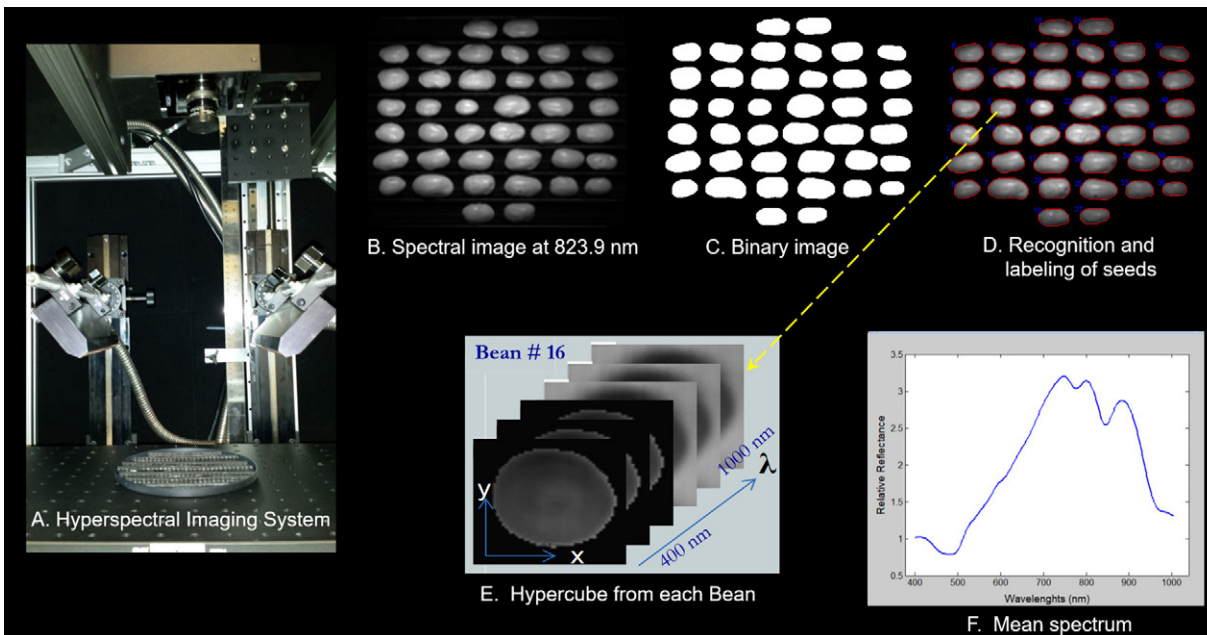 A. Hyperspectral Imaging System
B. Spectral image at 823.9 nm
C. Binary image
D. Recognition and
labeling of seeds
Bean # 16
y
x
400 nm
1000 nm
λ
E. Hypercube from each Bean
3.5
3
2.5
2
1.5
1
0.5
Relative Reflectance
400 500 600 700 800 900 1000
Wavelenghts (nm)
F. Mean spectrum